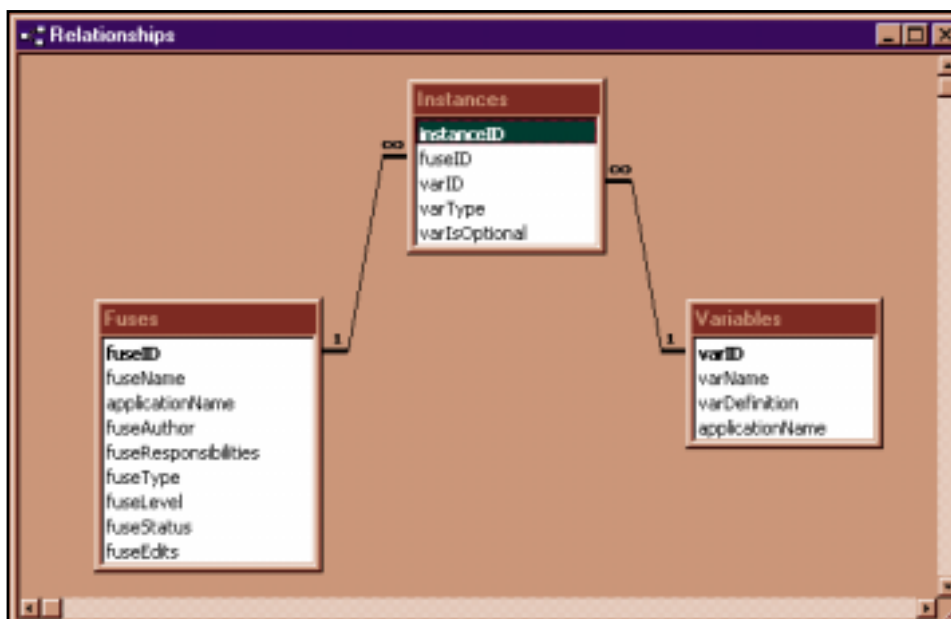 Relationships
Instances
instanceID
fuseID
varID
varType
varIsOptional
∞
∞
Fuses
fuseID
fuseName
applicationName
fuseAuthor
fuseResponsibilities
fuseType
fuseLevel
fuseStatus
fuseEdits
1
1
Variables
varID
varName
varDefinition
applicationName